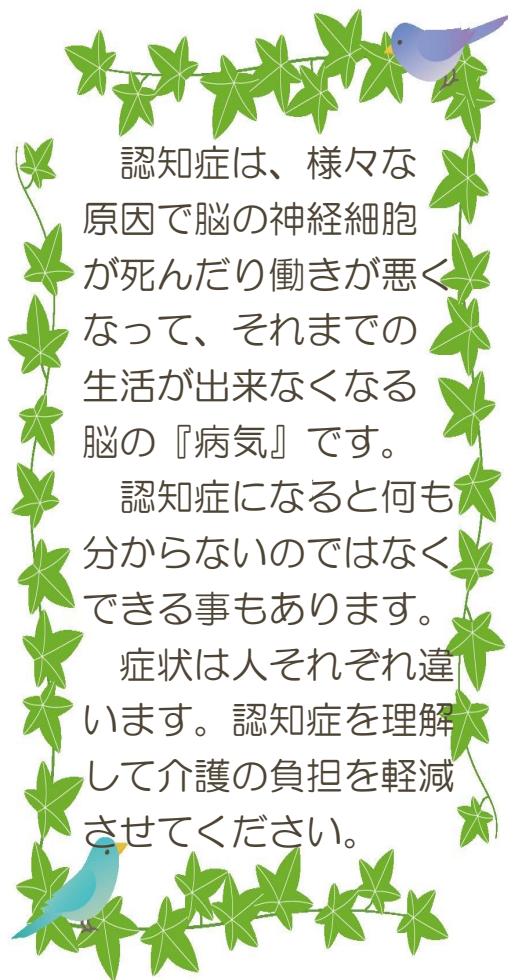 認知症は、様々な
原因で脳の神経細胞
が死んだり働きが悪く
なって、それまでの
生活が出来なくなる
脳の『病気』です。
　認知症になると何も
分からないのではなく
できる事もあります。
　症状は人それぞれ違
います。認知症を理解
して介護の負担を軽減
させてください。